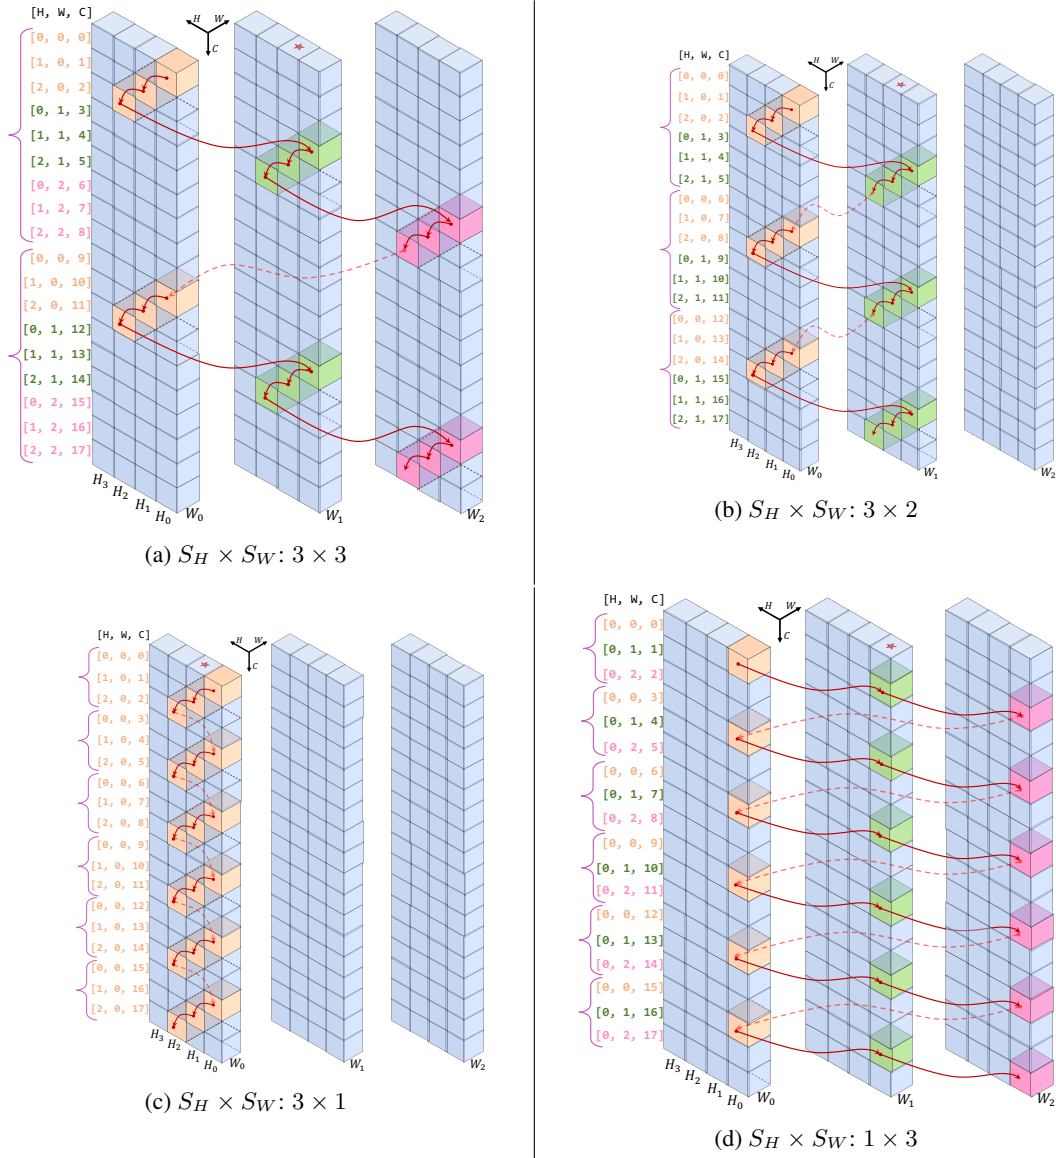 [H, W, C]
[0, 0, 0]
[1, 0, 1]
[2, 0, 2]
[0, 1, 3]
[1, 1, 4]
[2, 1, 5]
[0, 2, 6]
[1, 2, 7]
[2, 2, 8]
[0, 0, 9]
[1, 0, 10]
[2, 0, 11]
[0, 1, 12]
[1, 1, 13]
[2, 1, 14]
[0, 2, 15]
[1, 2, 16]
[2, 2, 17]
H W
C
H₃ H₂ H₁ H₀ W₀ W₁ W₂
(a) S_H × S_W: 3 × 3
[H, W, C]
[0, 0, 0]
[1, 0, 1]
[2, 0, 2]
[0, 1, 3]
[1, 1, 4]
[2, 1, 5]
[0, 0, 6]
[1, 0, 7]
[2, 0, 8]
[0, 1, 9]
[1, 1, 10]
[2, 1, 11]
[0, 0, 12]
[1, 0, 13]
[2, 0, 14]
[0, 1, 15]
[1, 1, 16]
[2, 1, 17]
H W
C
H₃ H₂ H₁ H₀ W₀ W₁ W₂
(b) S_H × S_W: 3 × 2
[H, W, C]
[0, 0, 0]
[1, 0, 1]
[2, 0, 2]
[0, 0, 3]
[1, 0, 4]
[2, 0, 5]
[0, 0, 6]
[1, 0, 7]
[2, 0, 8]
[0, 0, 9]
[1, 0, 10]
[2, 0, 11]
[0, 0, 12]
[1, 0, 13]
[2, 0, 14]
[0, 0, 15]
[1, 0, 16]
[2, 0, 17]
H W
C
H₃ H₂ H₁ H₀ W₀ W₁ W₂
(c) S_H × S_W: 3 × 1
[H, W, C]
[0, 0, 0]
[0, 1, 1]
[0, 2, 2]
[0, 0, 3]
[0, 1, 4]
[0, 2, 5]
[0, 0, 6]
[0, 1, 7]
[0, 2, 8]
[0, 0, 9]
[0, 1, 10]
[0, 2, 11]
[0, 0, 12]
[0, 1, 13]
[0, 2, 14]
[0, 0, 15]
[0, 1, 16]
[0, 2, 17]
H W
C
H₃ H₂ H₁ H₀ W₀ W₁ W₂
(d) S_H × S_W: 1 × 3